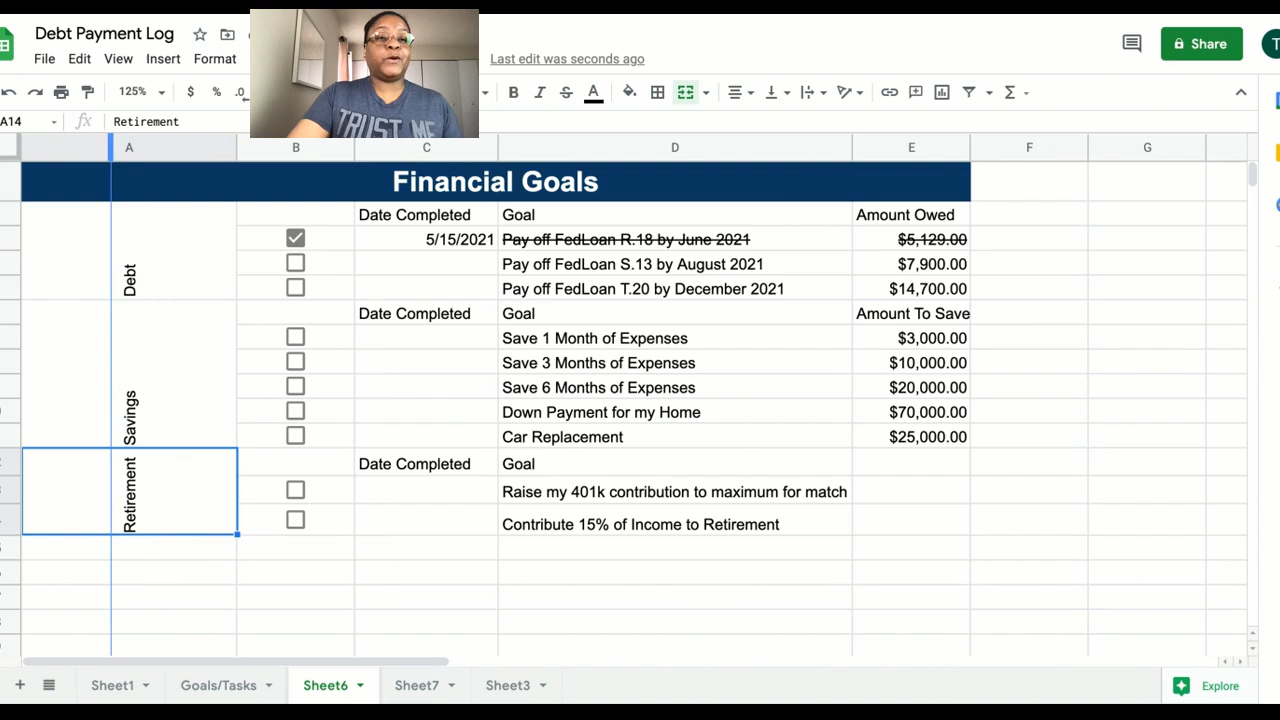 Debt Payment Log
File Edit View Insert Format
Last edit was seconds ago
Share
T
125% $ % .0 B I S A Σ
A14 fx Retirement
TRUST ME
A B C D E F G
Financial Goals
Date Completed Goal Amount Owed
5/15/2021 Pay off FedLoan R.18 by June 2021 $5,129.00
Pay off FedLoan S.13 by August 2021 $7,900.00
Debt
Pay off FedLoan T.20 by December 2021 $14,700.00
Date Completed Goal Amount To Save
Save 1 Month of Expenses $3,000.00
Save 3 Months of Expenses $10,000.00
Save 6 Months of Expenses $20,000.00
Savings
Down Payment for my Home $70,000.00
Car Replacement $25,000.00
Retirement
Date Completed Goal
Raise my 401k contribution to maximum for match
Contribute 15% of Income to Retirement
Sheet1 Goals/Tasks Sheet6 Sheet7 Sheet3
Explore